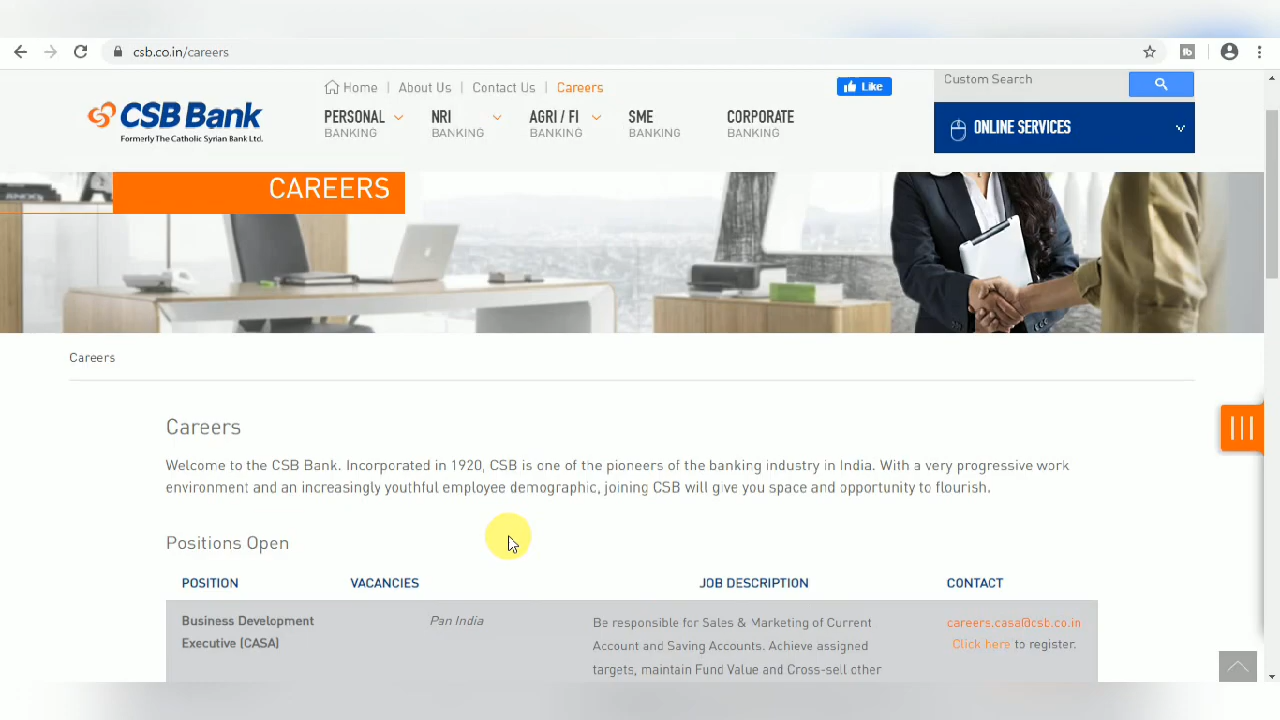 csb.co.in/careers
Home | About Us | Contact Us | Careers
Like
Custom Search
CSB Bank
Formerly The Catholic Syrian Bank Ltd.
PERSONAL NRI AGRI / FI SME CORPORATE
BANKING BANKING BANKING BANKING BANKING
ONLINE SERVICES
CAREERS
Careers
Careers
Welcome to the CSB Bank. Incorporated in 1920, CSB is one of the pioneers of the banking industry in India. With a very progressive work
environment and an increasingly youthful employee demographic, joining CSB will give you space and opportunity to flourish.
Positions Open
POSITION VACANCIES JOB DESCRIPTION CONTACT
Business Development Pan India Be responsible for Sales & Marketing of Current careers.casa@csb.co.in
Executive (CASA) Account and Saving Accounts. Achieve assigned Click here to register.
targets, maintain Fund Value and Cross-sell other